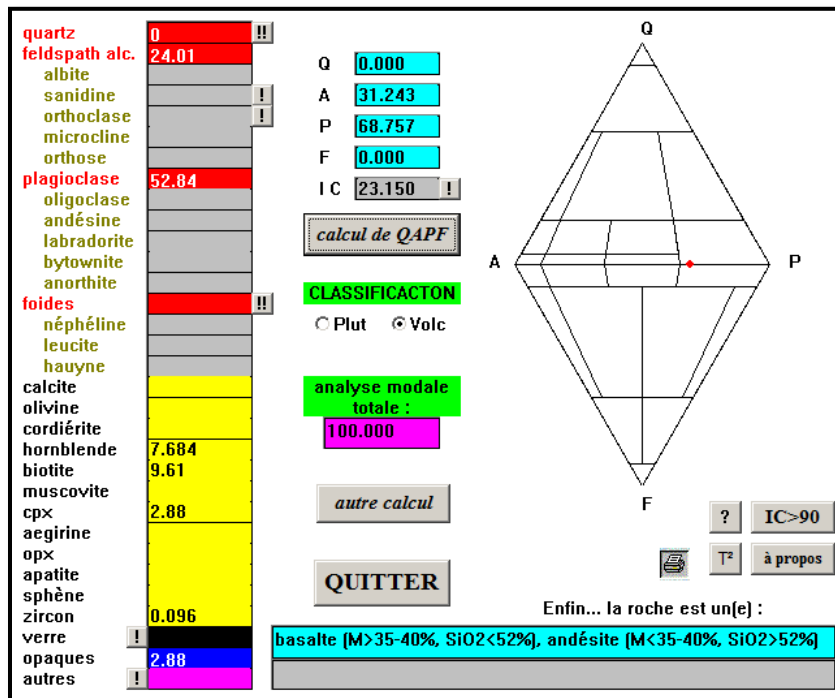 quartz 0 !!
feldspath alc. 24.01
albite
sanidine !
orthoclase !
microcline
orthose
plagioclase 52.84
oligoclase
andésine
labradorite
bytownite
anorthite
foides !!
néphéline
leucite
hauyne
calcite
olivine
cordiérite
hornblende 7.684
biotite 9.61
muscovite
cpx 2.88
aegirine
opx
apatite
sphène
zircon 0.096
verre !
opaques 2.88
autres !
Q 0.000
A 31.243
P 68.757
F 0.000
I C 23.150 !
calcul de QAPF
CLASSIFICACTON
Plut Volc
analyse modale
totale :
100.000
autre calcul
QUITTER
Q
A P
F
? IC>90
T² à propos
Enfin... la roche est un(e) :
basalte (M>35-40%, SiO2<52%), andésite (M<35-40%, SiO2>52%)